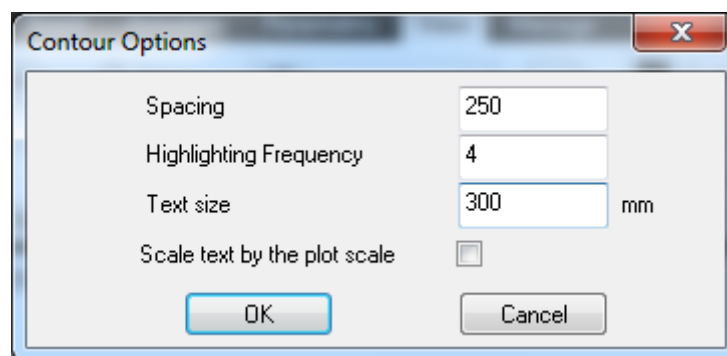 Contour Options
Spacing 250
Highlighting Frequency 4
Text size 300 mm
Scale text by the plot scale
OK Cancel